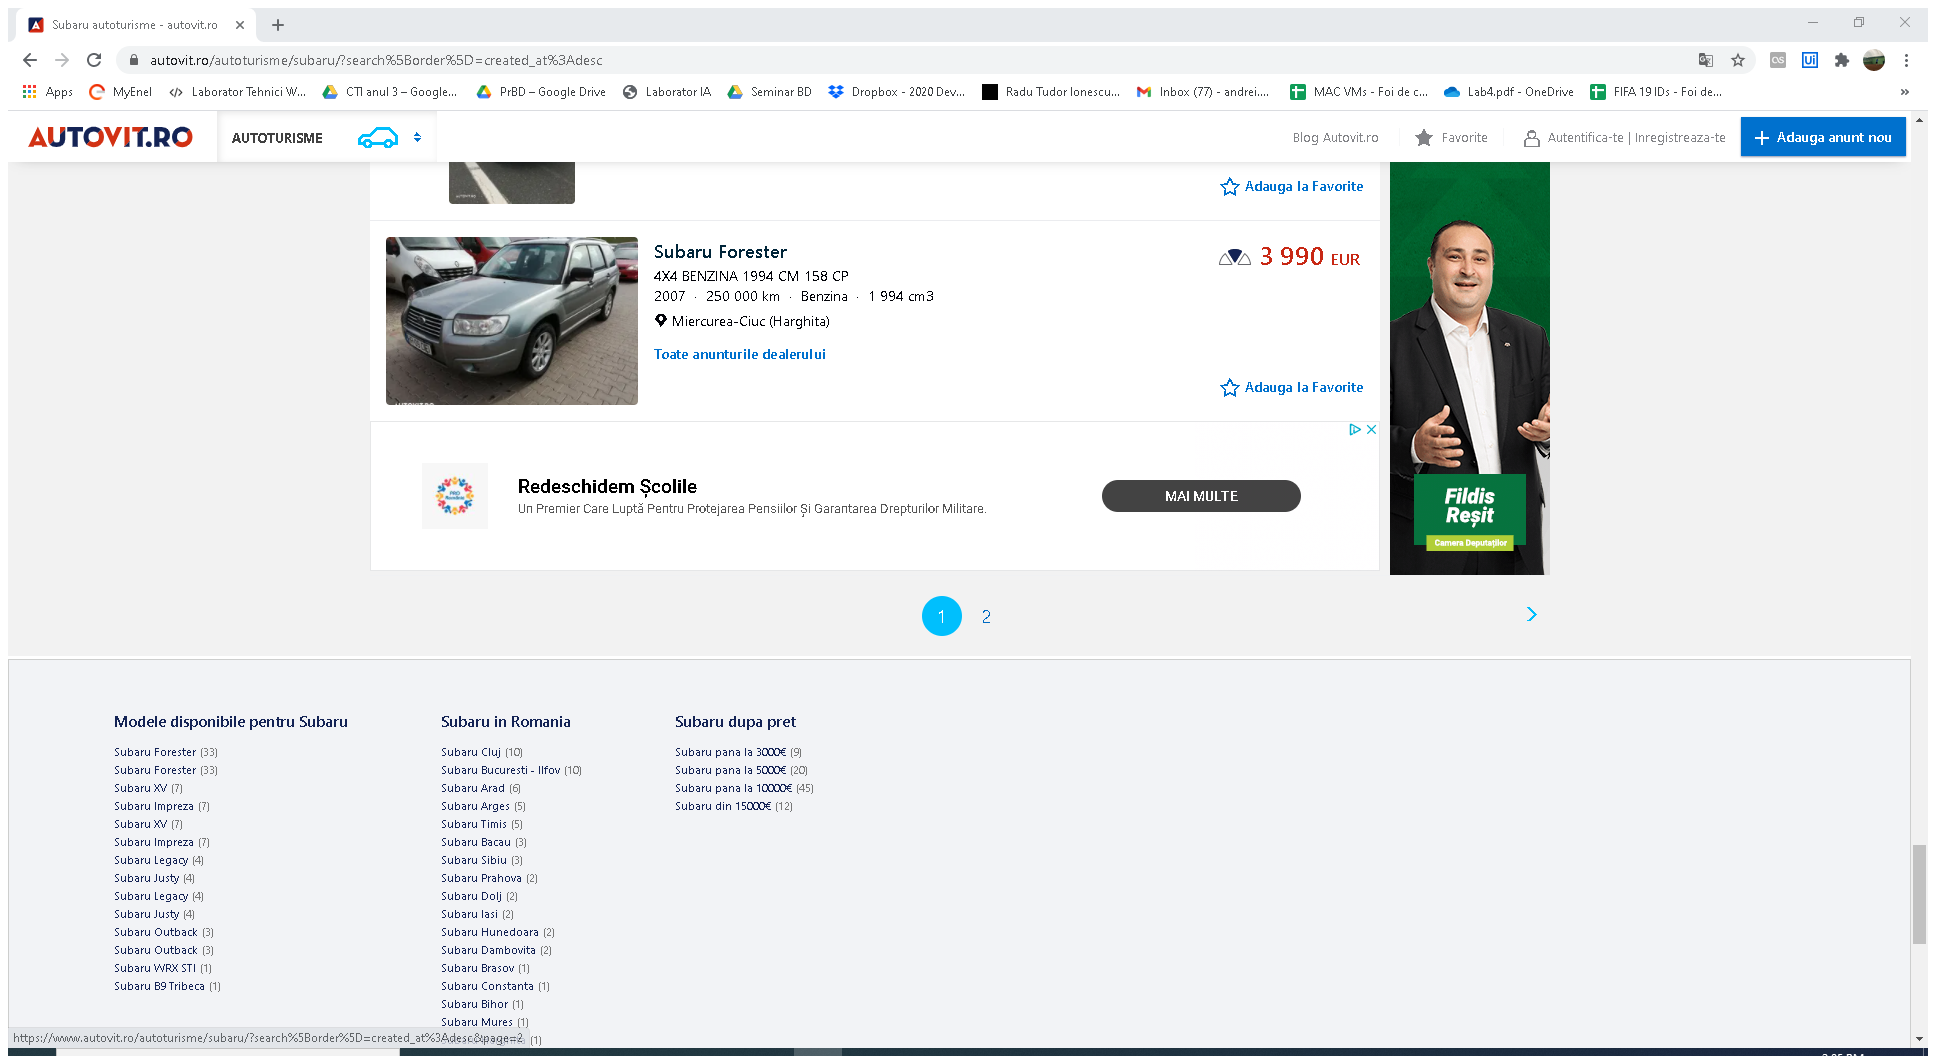 Subaru autoturisme - autovit.ro
autovit.ro/autoturisme/subaru/?search%5Border%5D=created_at%3Adesc
Apps
MyEnel
Laborator Tehnici W...
CTI anul 3 – Google...
PrBD – Google Drive
Laborator IA
Seminar BD
Dropbox - 2020 Dev...
Radu Tudor Ionescu...
Inbox (77) - andrei....
MAC VMs - Foi de c...
Lab4.pdf - OneDrive
FIFA 19 IDs - Foi de...
»
AUTOVIT.RO
AUTOTURISME
Blog Autovit.ro
Favorite
Autentifica-te | Inregistreaza-te
Adauga anunt nou
Adauga la Favorite
Subaru Forester
3 990 EUR
4X4 BENZINA 1994 CM 158 CP
2007 · 250 000 km · Benzina · 1 994 cm3
Miercurea-Ciuc (Harghita)
Toate anunturile dealerului
Adauga la Favorite
PRO
România
Redeschidem Școlile
Un Premier Care Luptă Pentru Protejarea Pensiilor Și Garantarea Drepturilor Militare.
MAI MULTE
Fildis
Reșit
Camera Deputaților
1 2
Modele disponibile pentru Subaru
Subaru Forester (33)
Subaru Forester (33)
Subaru XV (7)
Subaru Impreza (7)
Subaru XV (7)
Subaru Impreza (7)
Subaru Legacy (4)
Subaru Justy (4)
Subaru Legacy (4)
Subaru Justy (4)
Subaru Outback (3)
Subaru Outback (3)
Subaru WRX STI (1)
Subaru B9 Tribeca (1)
Subaru in Romania
Subaru Cluj (10)
Subaru Bucuresti - Ilfov (10)
Subaru Arad (6)
Subaru Arges (5)
Subaru Timis (5)
Subaru Bacau (3)
Subaru Sibiu (3)
Subaru Prahova (2)
Subaru Dolj (2)
Subaru Iasi (2)
Subaru Hunedoara (2)
Subaru Dambovita (2)
Subaru Brasov (1)
Subaru Constanta (1)
Subaru Bihor (1)
Subaru Mures (1)
(1)
Subaru dupa pret
Subaru pana la 3000€ (9)
Subaru pana la 5000€ (20)
Subaru pana la 10000€ (45)
Subaru din 15000€ (12)
https://www.autovit.ro/autoturisme/subaru/?search%5Border%5D=created_at%3Adesc&page=2